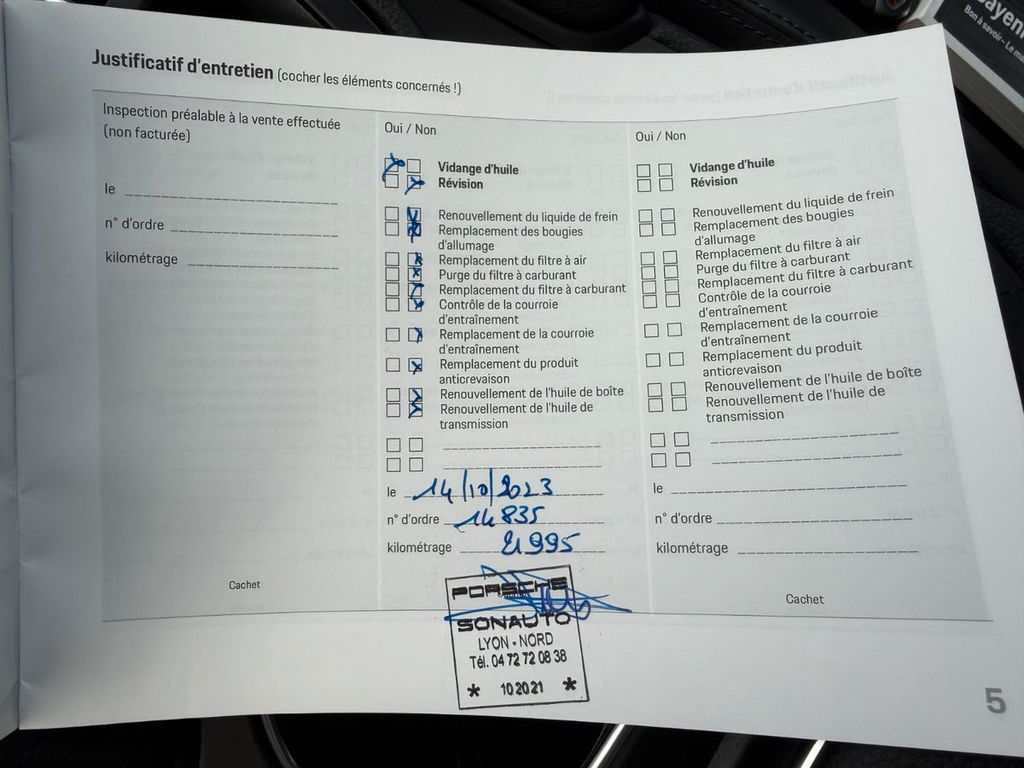 ayenn
Bon à savoir – Le ma
Justificatif d'entretien (cocher les éléments concernés !)
Inspection préalable à la vente effectuée
(non facturée)
le
n° d'ordre
kilométrage
Cachet
Oui / Non
Vidange d'huile
Révision
Renouvellement du liquide de frein
Remplacement des bougies
d'allumage
Remplacement du filtre à air
Purge du filtre à carburant
Remplacement du filtre à carburant
Contrôle de la courroie
d'entraînement
Remplacement de la courroie
d'entraînement
Remplacement du produit
anticrevaison
Renouvellement de l'huile de boîte
Renouvellement de l'huile de
transmission
le 14/10/2023
n° d'ordre 14835
kilométrage 21995
PORSCHE
SONAUTO
LYON - NORD
Tél. 04 72 72 08 38
* 10 20 21 *
Oui / Non
Vidange d'huile
Révision
Renouvellement du liquide de frein
Remplacement des bougies
d'allumage
Remplacement du filtre à air
Purge du filtre à carburant
Remplacement du filtre à carburant
Contrôle de la courroie
d'entraînement
Remplacement de la courroie
d'entraînement
Remplacement du produit
anticrevaison
Renouvellement de l'huile de boîte
Renouvellement de l'huile de
transmission
le
n° d'ordre
kilométrage
Cachet
5